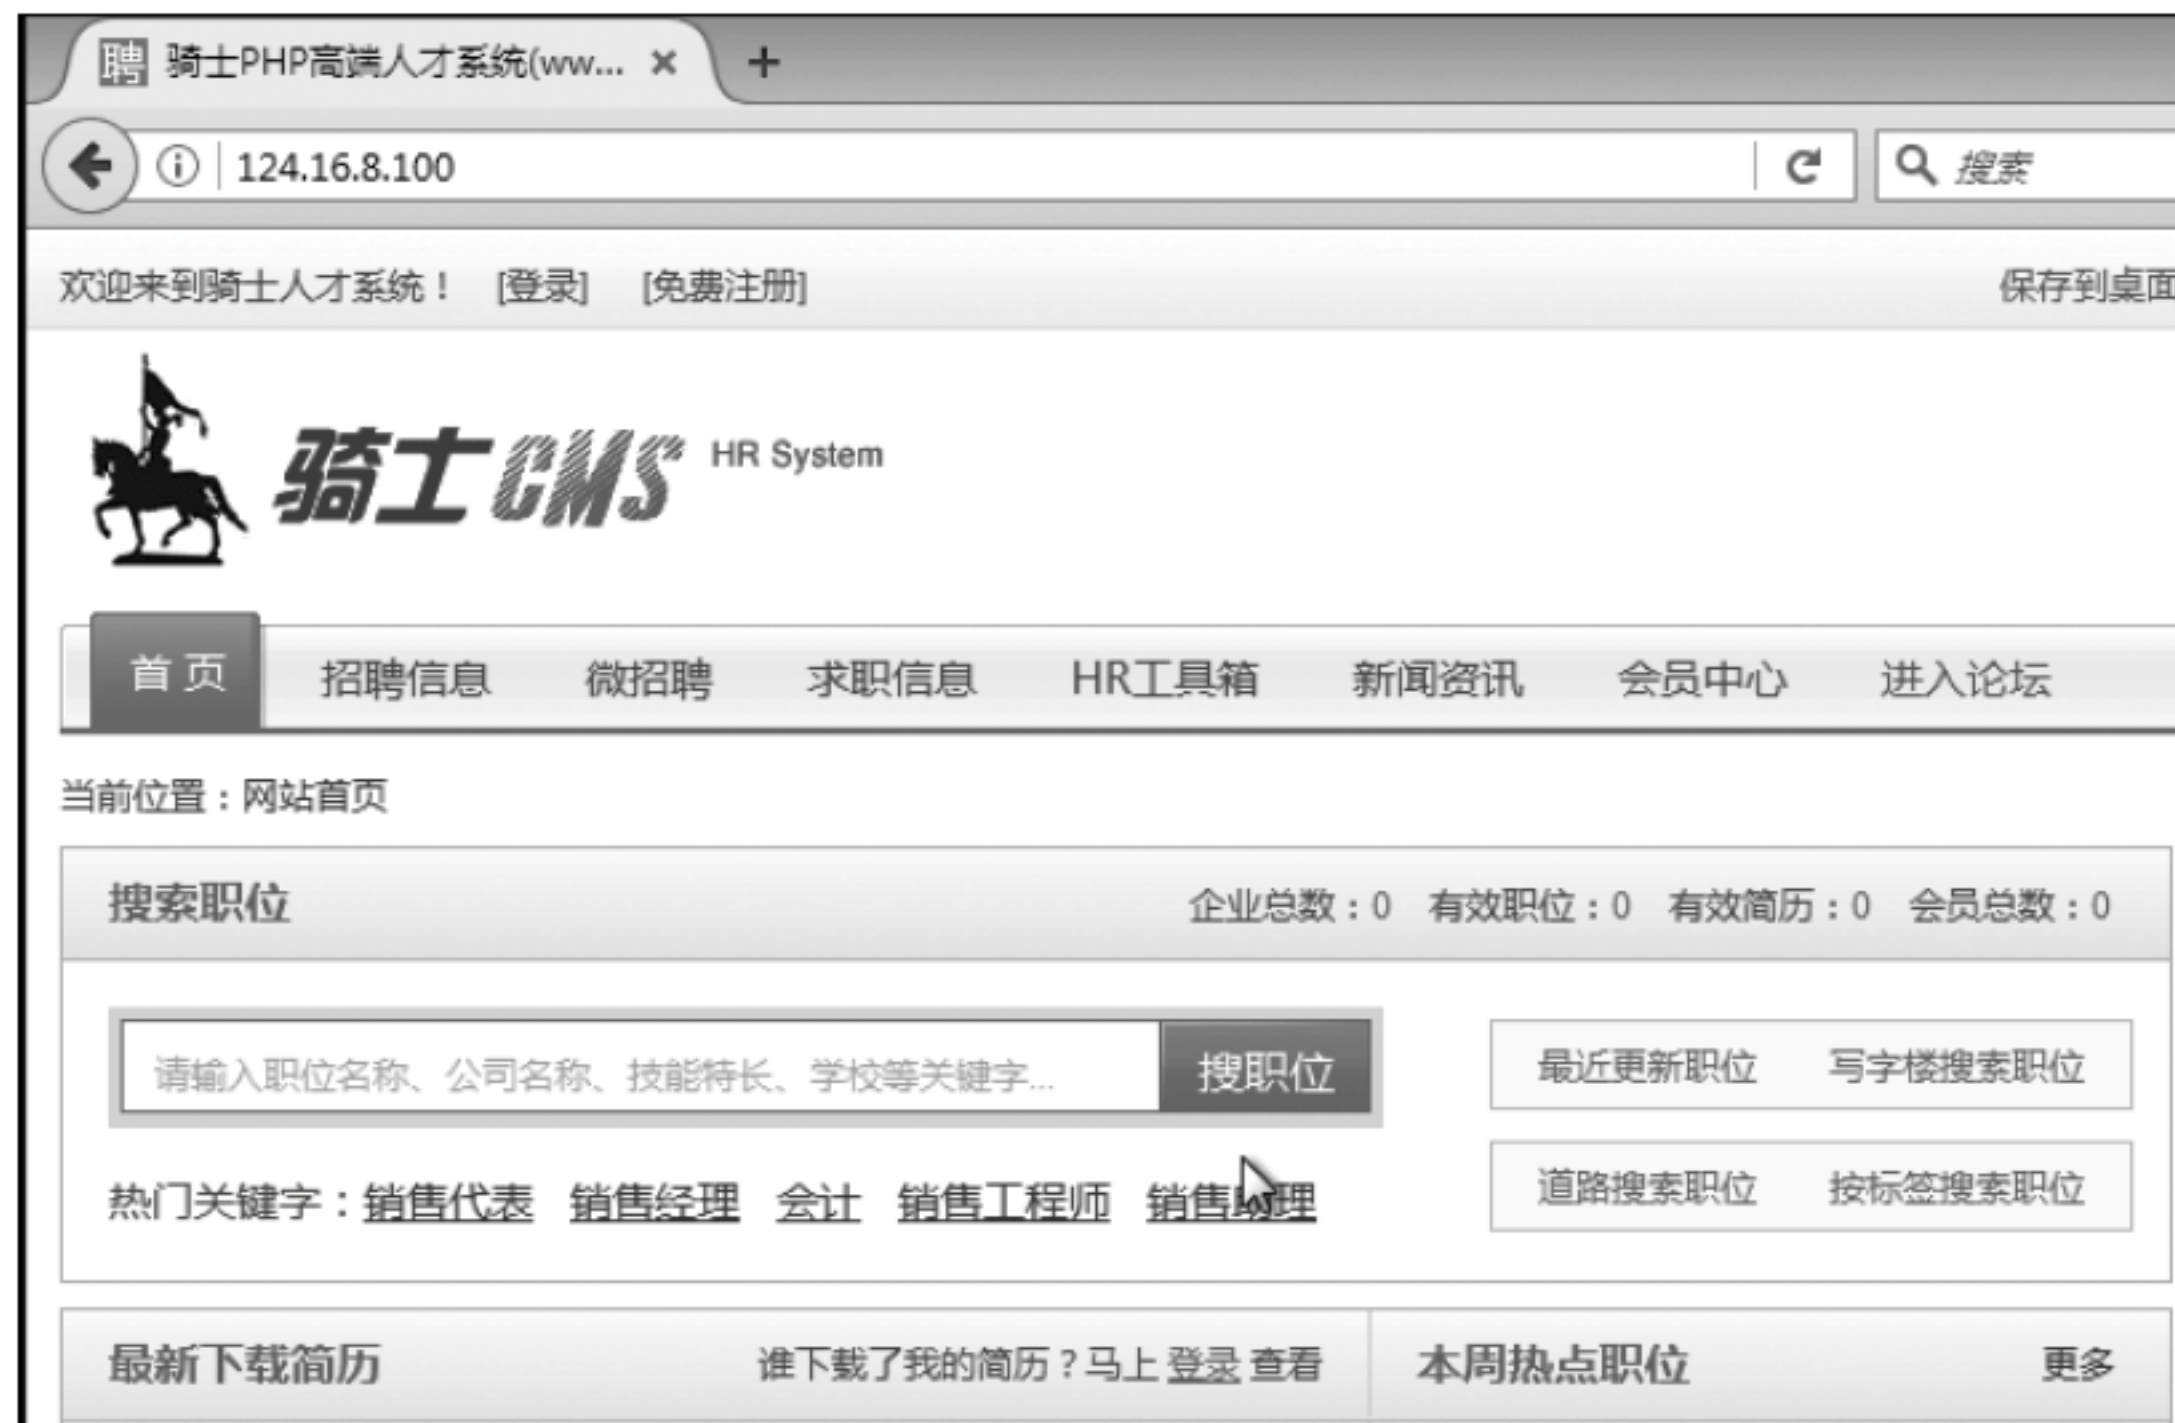 聘 骑士PHP高端人才系统(ww... × +
124.16.8.100 搜索
欢迎来到骑士人才系统！ [登录] [免费注册] 保存到桌面
骑士CMS HR System
首页 招聘信息 微招聘 求职信息 HR工具箱 新闻资讯 会员中心 进入论坛
当前位置：网站首页
搜索职位 企业总数：0 有效职位：0 有效简历：0 会员总数：0
请输入职位名称、公司名称、技能特长、学校等关键字... 搜职位 最近更新职位 写字楼搜索职位
热门关键字：销售代表 销售经理 会计 销售工程师 销售助理 道路搜索职位 按标签搜索职位
最新下载简历 谁下载了我的简历？马上 登录 查看 本周热点职位 更多